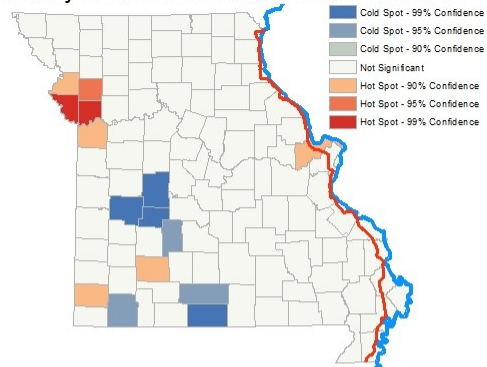 Cold Spot - 99% Confidence
Cold Spot - 95% Confidence
Cold Spot - 90% Confidence
Not Significant
Hot Spot - 90% Confidence
Hot Spot - 95% Confidence
Hot Spot - 99% Confidence